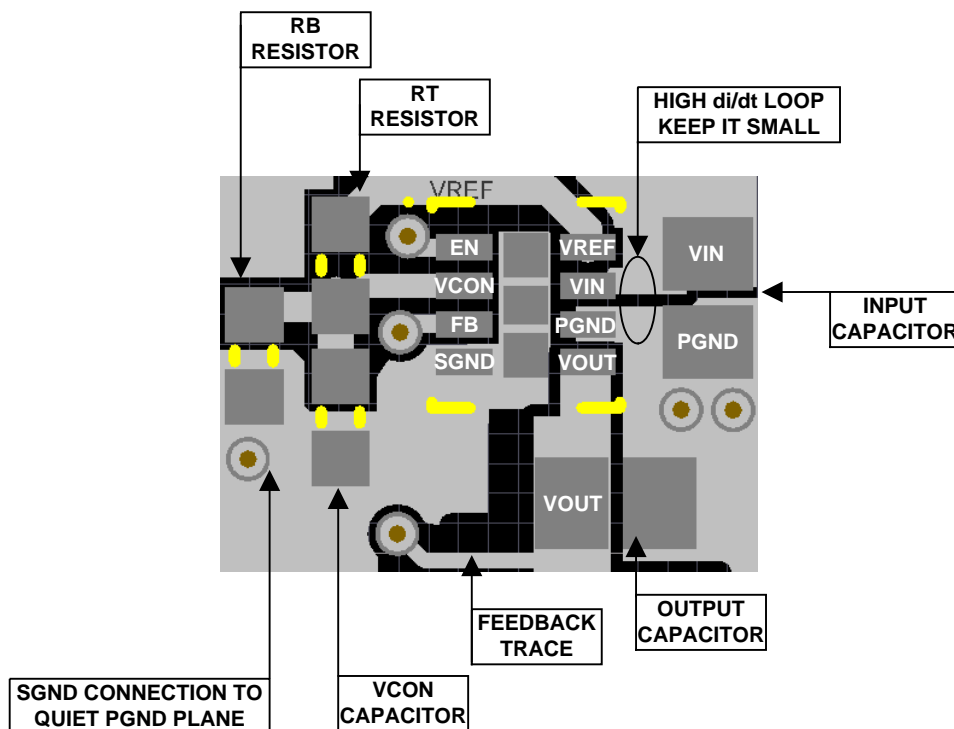 RB
RESISTOR
RT
RESISTOR
HIGH di/dt LOOP
KEEP IT SMALL
VREF
EN
VREF
VIN
VCON
VIN
INPUT
CAPACITOR
FB
PGND
PGND
SGND
VOUT
VOUT
FEEDBACK
TRACE
OUTPUT
CAPACITOR
SGND CONNECTION TO
QUIET PGND PLANE
VCON
CAPACITOR